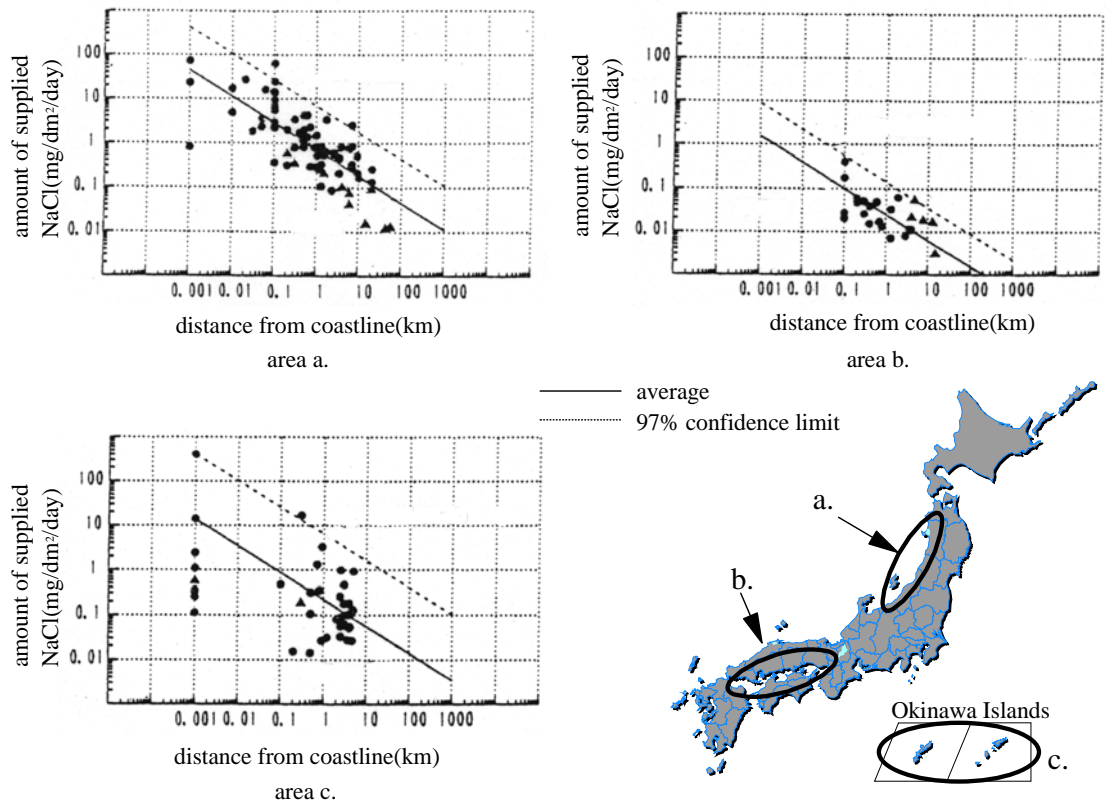 amount of supplied
NaCl(mg/dm²/day)
100
10
1
0.1
0.01
0.001 0.01 0.1 1 10 100 1000
distance from coastline(km)
area a.
amount of supplied
NaCl(mg/dm²/day)
100
10
1
0.1
0.01
0.001 0.01 0.1 1 10 100 1000
distance from coastline(km)
area b.
average
97% confidence limit
amount of supplied
NaCl(mg/dm²/day)
100
10
1
0.1
0.01
0.001 0.01 0.1 1 10 100 1000
distance from coastline(km)
area c.
a.
b.
Okinawa Islands
c.